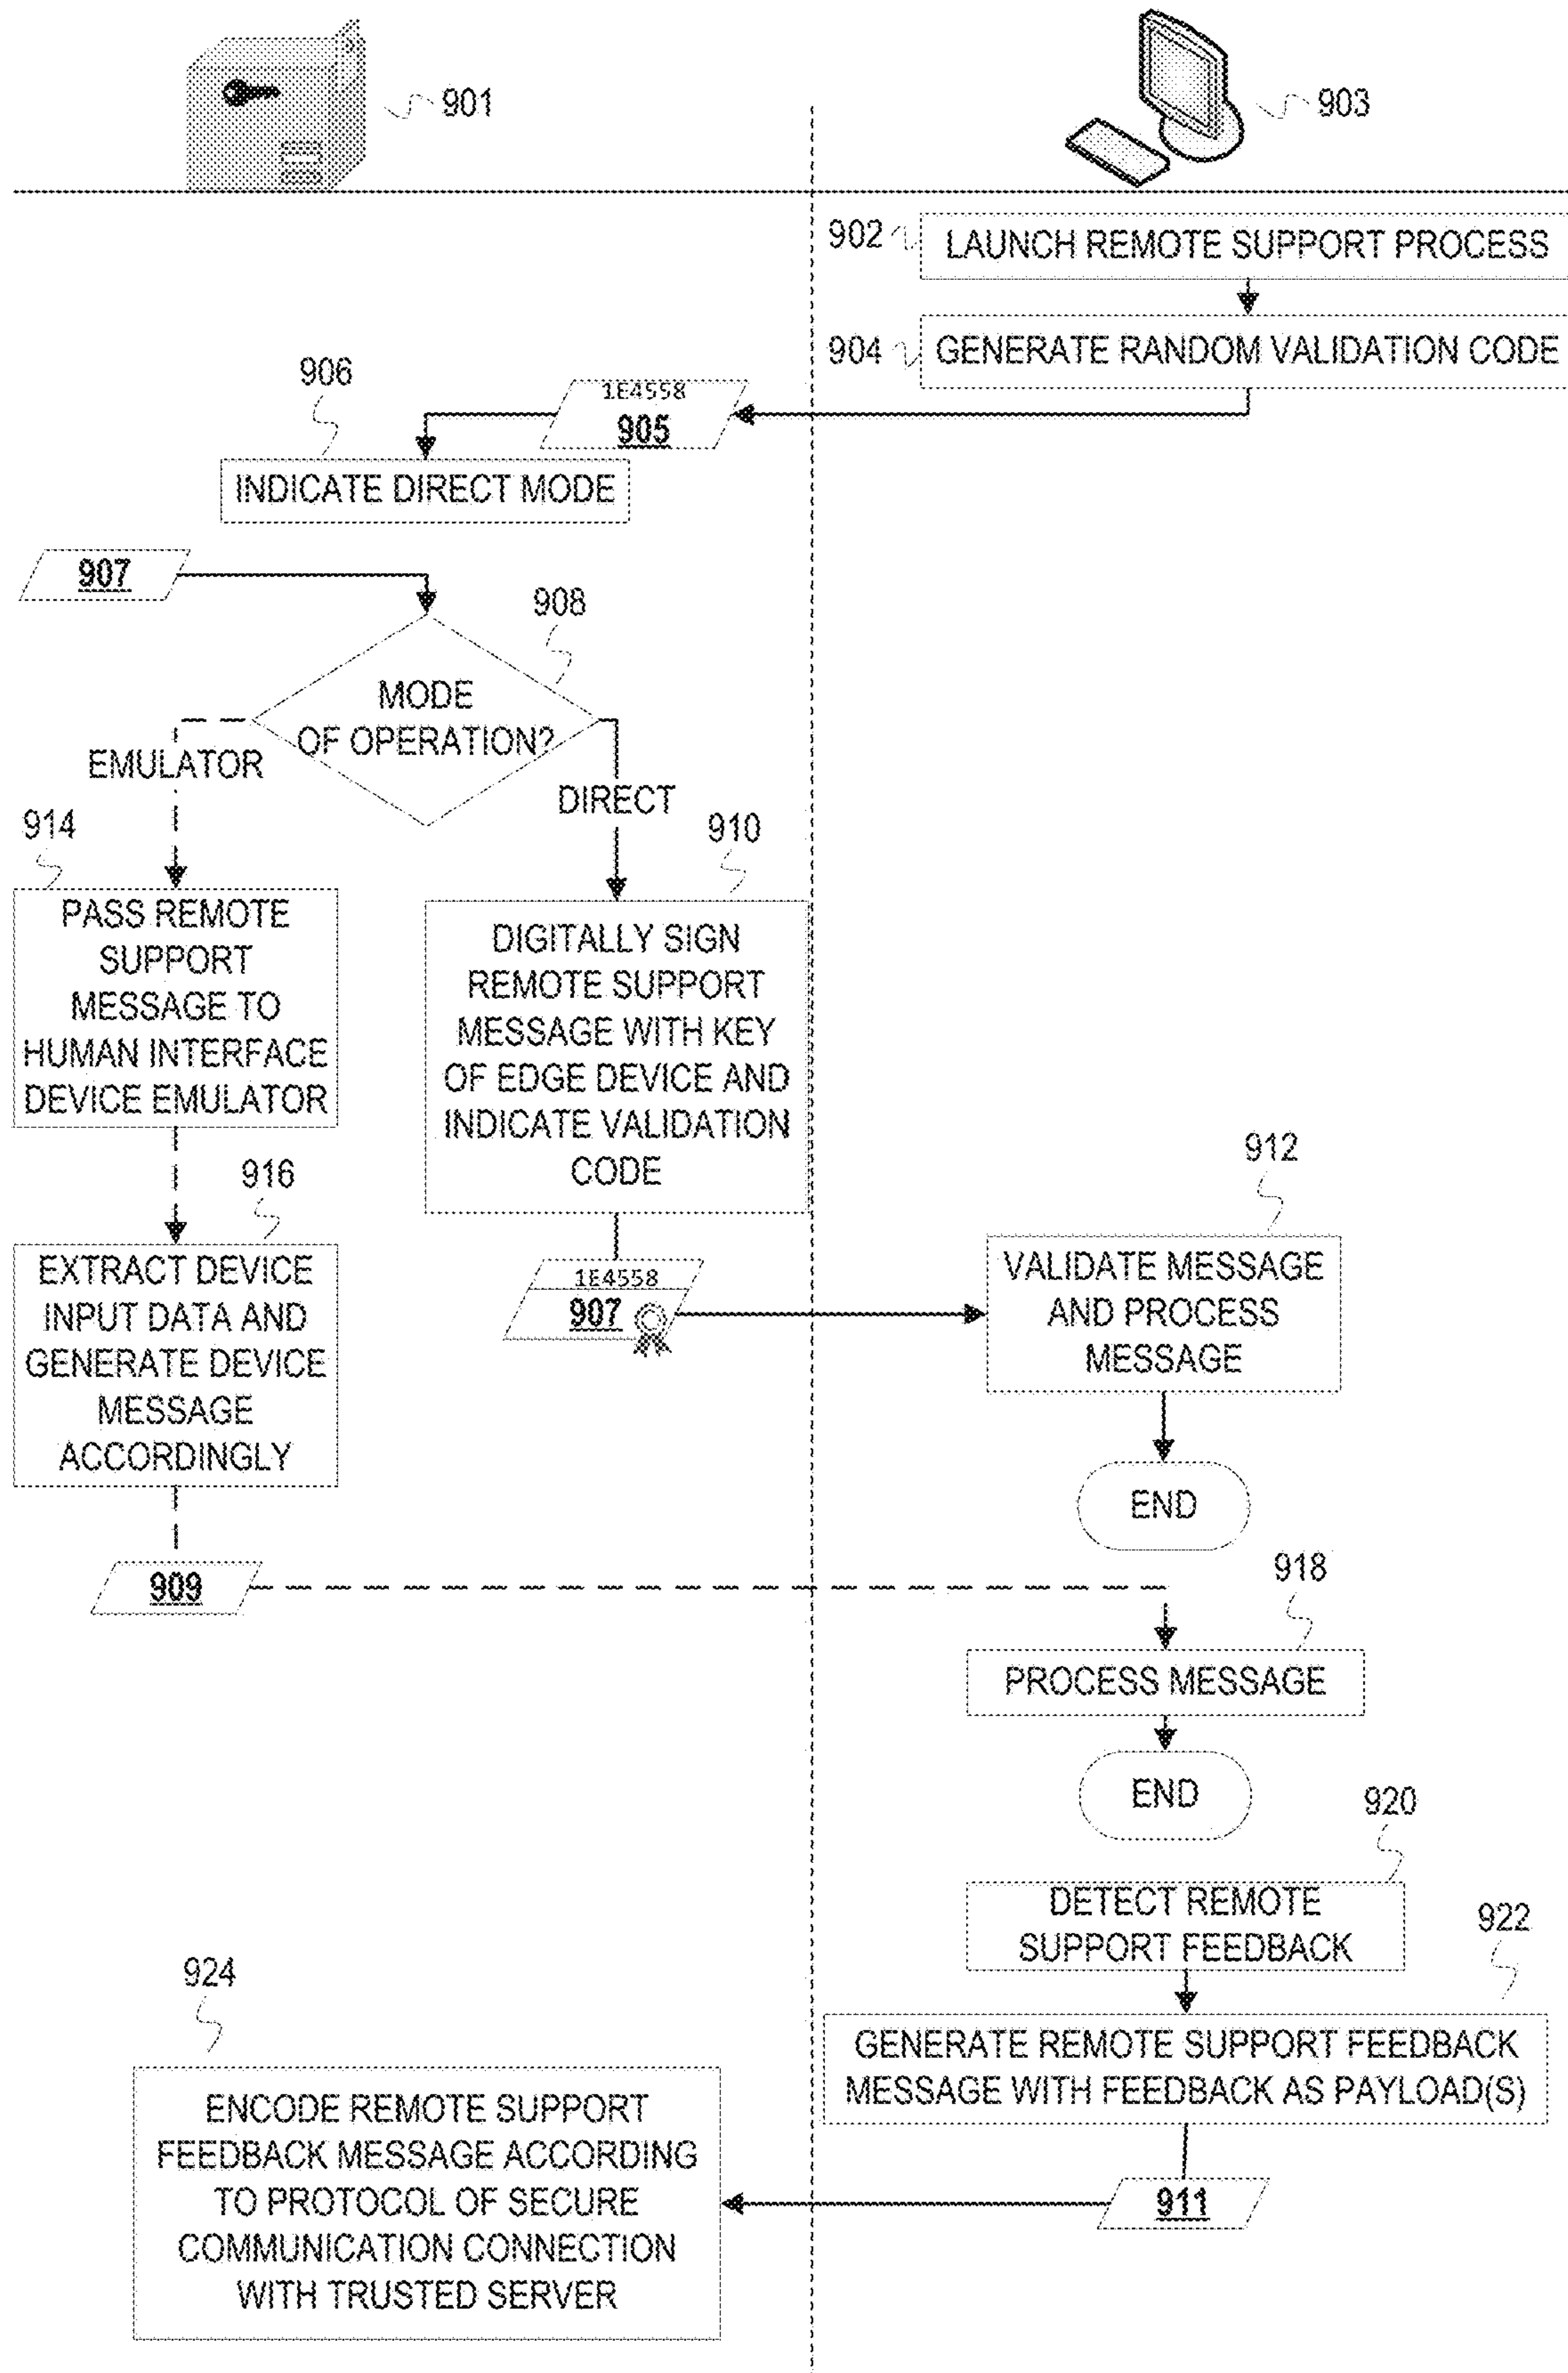 901
903
902
LAUNCH REMOTE SUPPORT PROCESS
904
GENERATE RANDOM VALIDATION CODE
906
1E4558
905
INDICATE DIRECT MODE
907
908
MODE
OF OPERATION?
EMULATOR
DIRECT
914
910
PASS REMOTE
SUPPORT
MESSAGE TO
HUMAN INTERFACE
DEVICE EMULATOR
DIGITALLY SIGN
REMOTE SUPPORT
MESSAGE WITH KEY
OF EDGE DEVICE AND
INDICATE VALIDATION
CODE
916
912
EXTRACT DEVICE
INPUT DATA AND
GENERATE DEVICE
MESSAGE
ACCORDINGLY
1E4558
907
VALIDATE MESSAGE
AND PROCESS
MESSAGE
END
909
918
PROCESS MESSAGE
END
920
DETECT REMOTE
SUPPORT FEEDBACK
922
924
GENERATE REMOTE SUPPORT FEEDBACK
MESSAGE WITH FEEDBACK AS PAYLOAD(S)
ENCODE REMOTE SUPPORT
FEEDBACK MESSAGE ACCORDING
TO PROTOCOL OF SECURE
COMMUNICATION CONNECTION
WITH TRUSTED SERVER
911